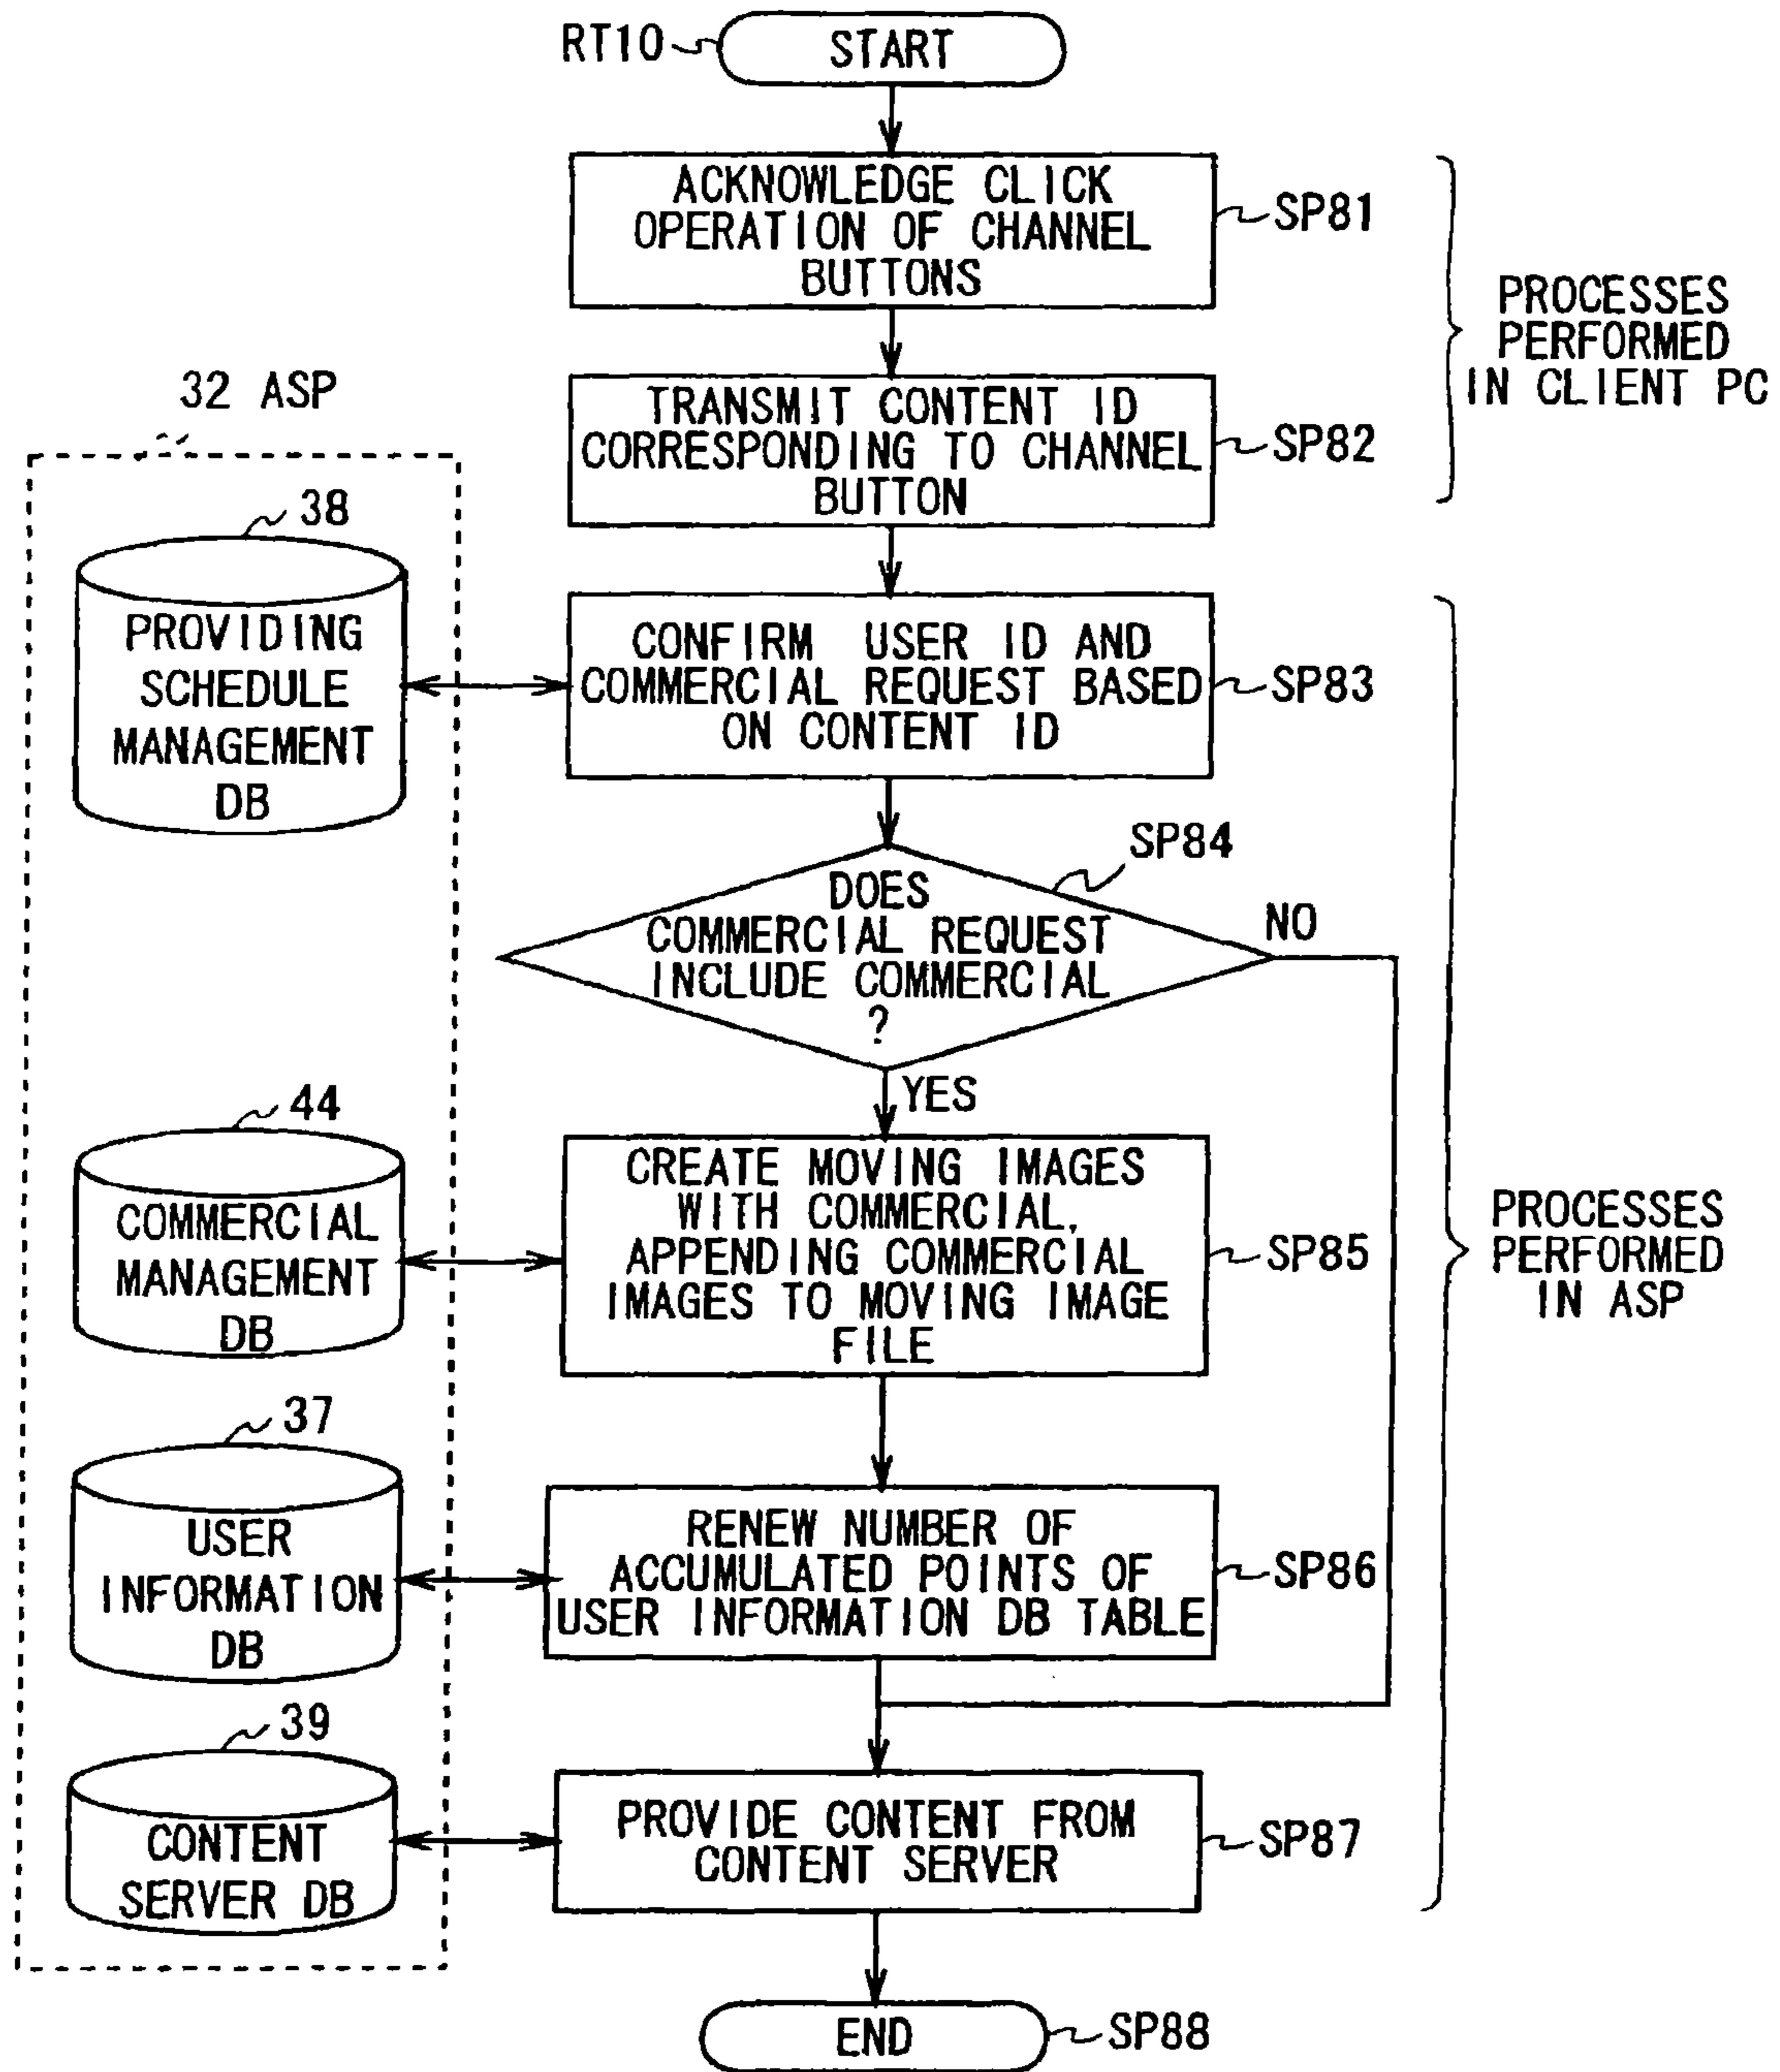 RT10
START
ACKNOWLEDGE CLICK
OPERATION OF CHANNEL
BUTTONS
SP81
PROCESSES
PERFORMED
IN CLIENT PC
TRANSMIT CONTENT ID
CORRESPONDING TO CHANNEL
BUTTON
SP82
32 ASP
38
PROVIDING
SCHEDULE
MANAGEMENT
DB
CONFIRM USER ID AND
COMMERCIAL REQUEST BASED
ON CONTENT ID
SP83
SP84
DOES
COMMERCIAL REQUEST
INCLUDE COMMERCIAL
?
NO
YES
44
COMMERCIAL
MANAGEMENT
DB
CREATE MOVING IMAGES
WITH COMMERCIAL,
APPENDING COMMERCIAL
IMAGES TO MOVING IMAGE
FILE
SP85
PROCESSES
PERFORMED
IN ASP
37
USER
INFORMATION
DB
RENEW NUMBER OF
ACCUMULATED POINTS OF
USER INFORMATION DB TABLE
SP86
39
CONTENT
SERVER DB
PROVIDE CONTENT FROM
CONTENT SERVER
SP87
END
SP88